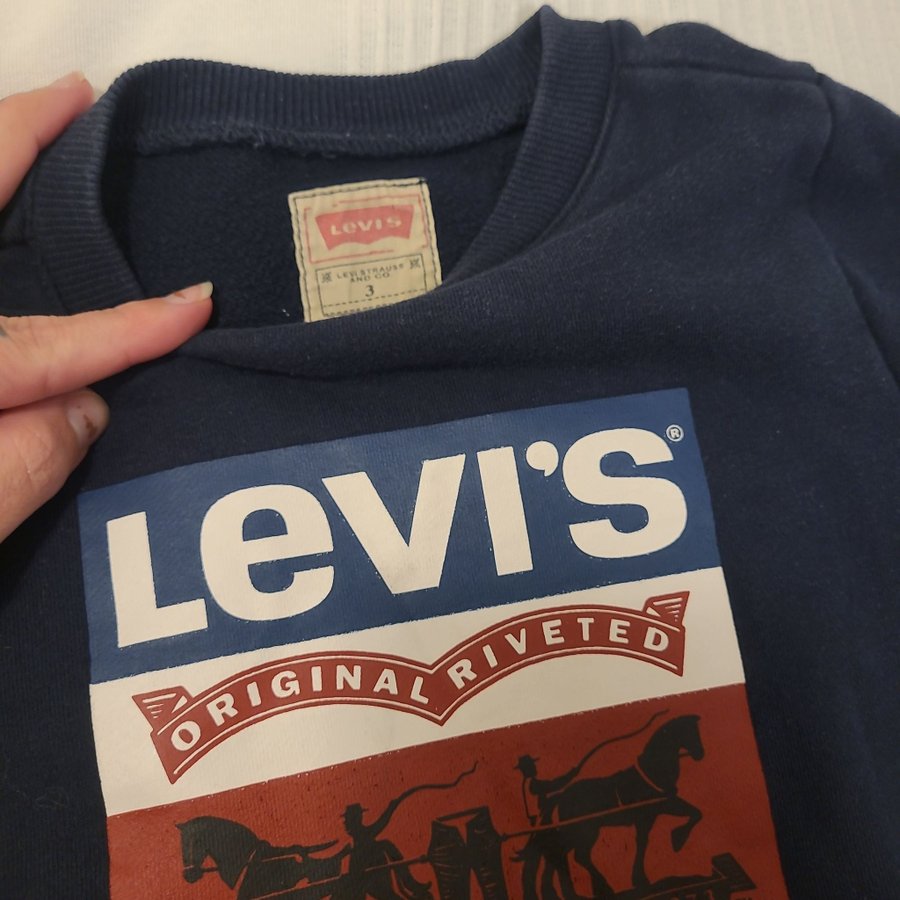 Levi's
LEVI STRAUSS
AND CO
3
Levi's®
ORIGINAL RIVETED